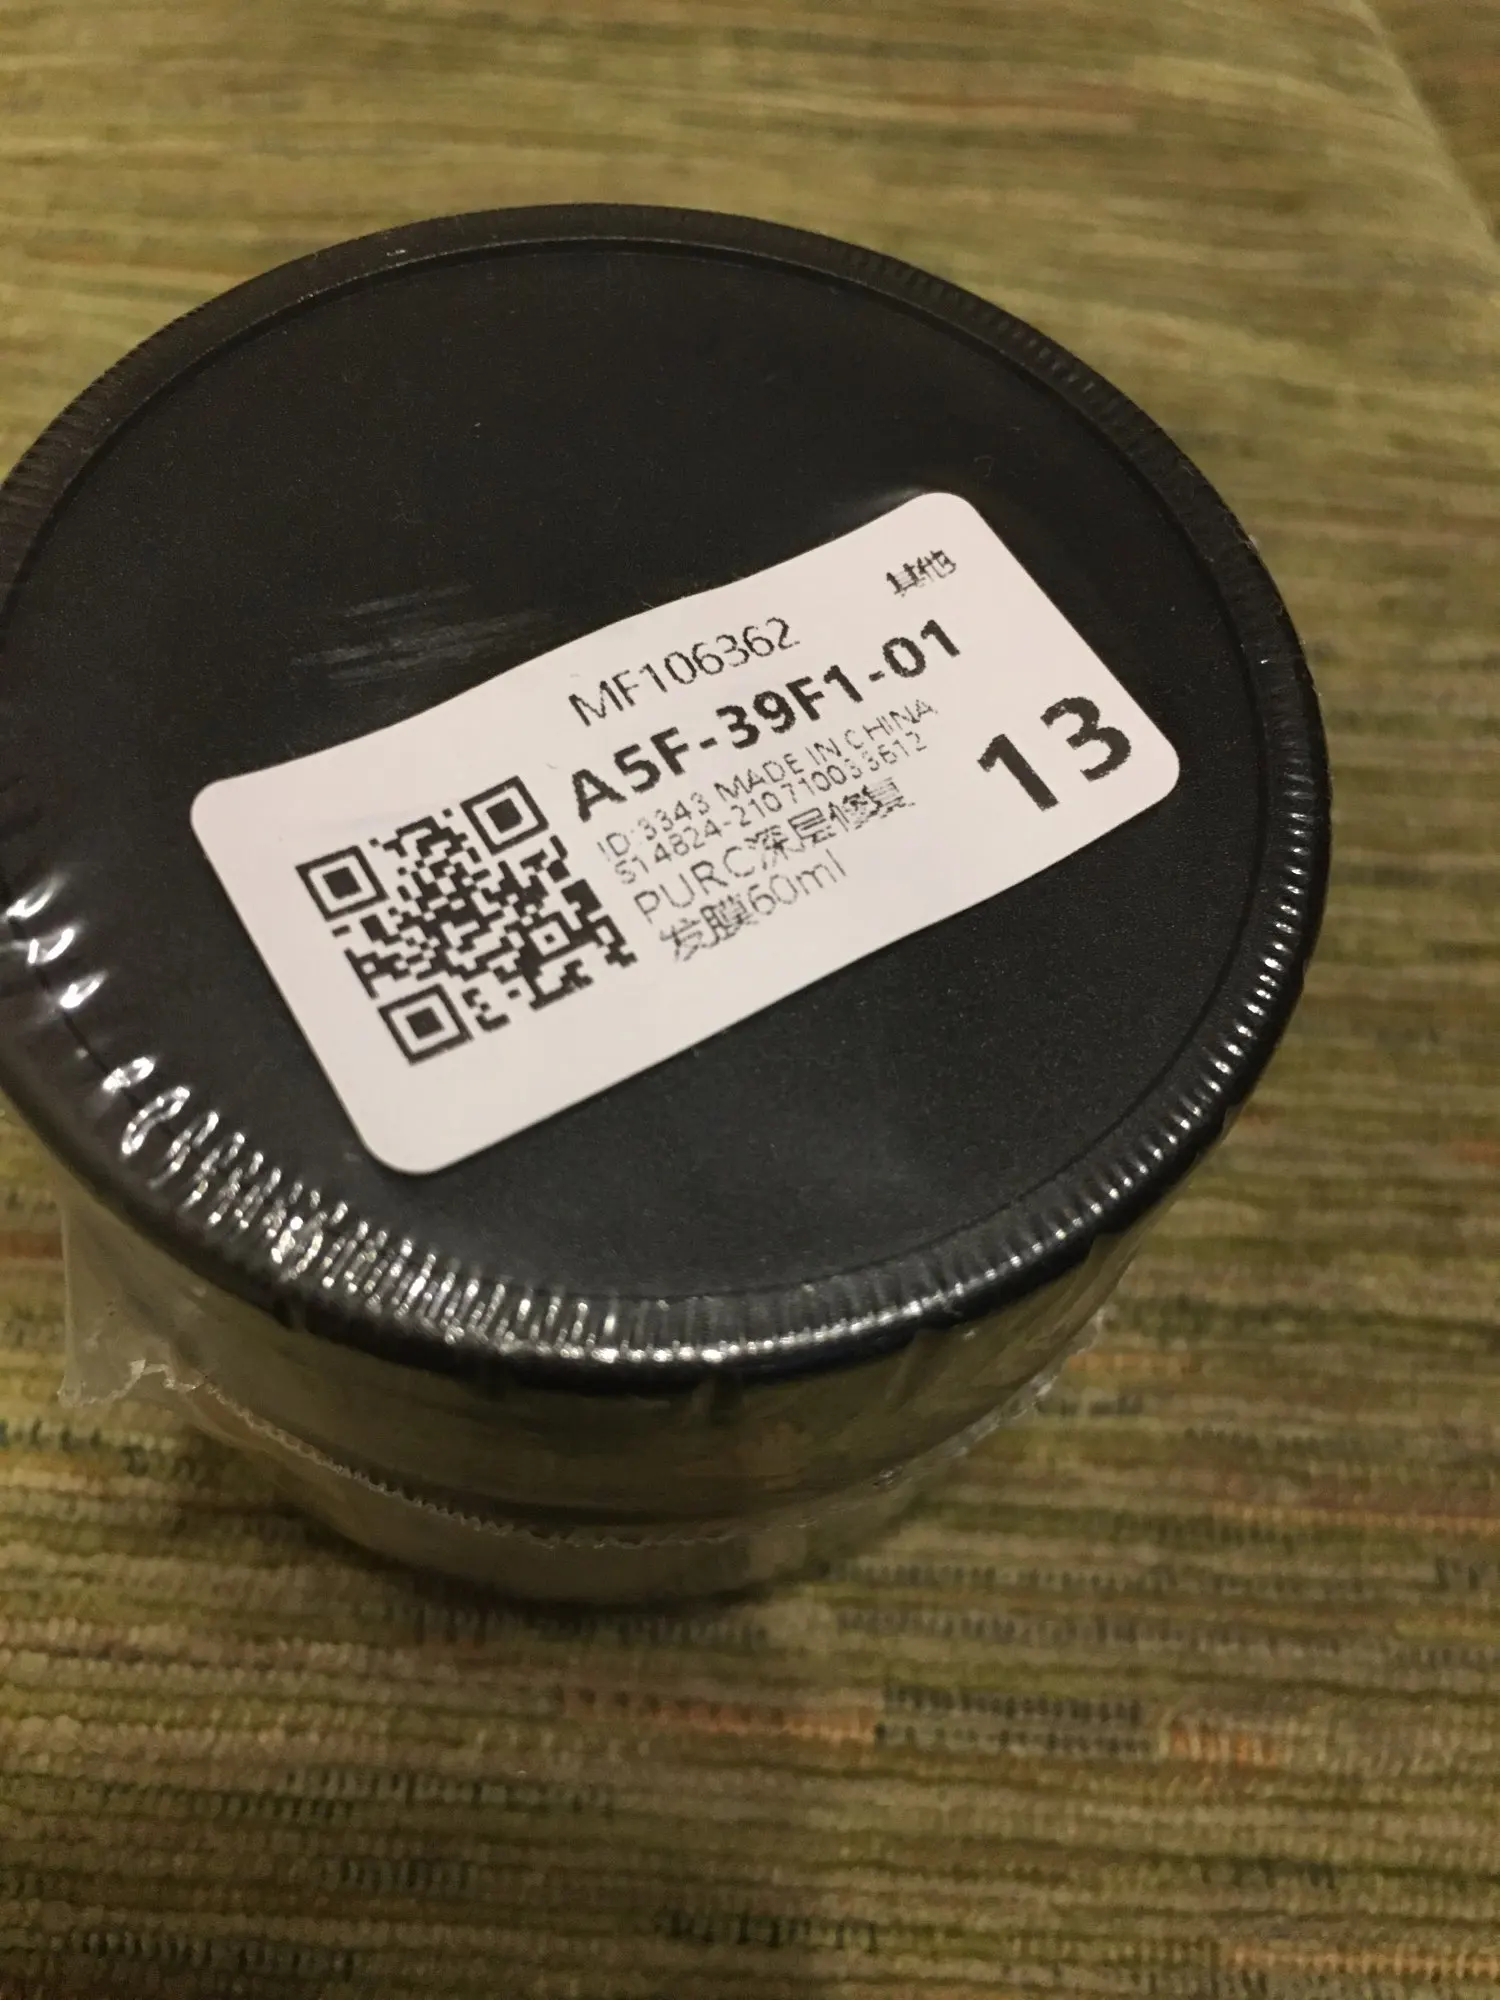 其他
MF106362
A5F-39F1-01
13
ID:3343 MADE IN CHINA
S14824-210710033612
PURC深层修复
发膜60ml